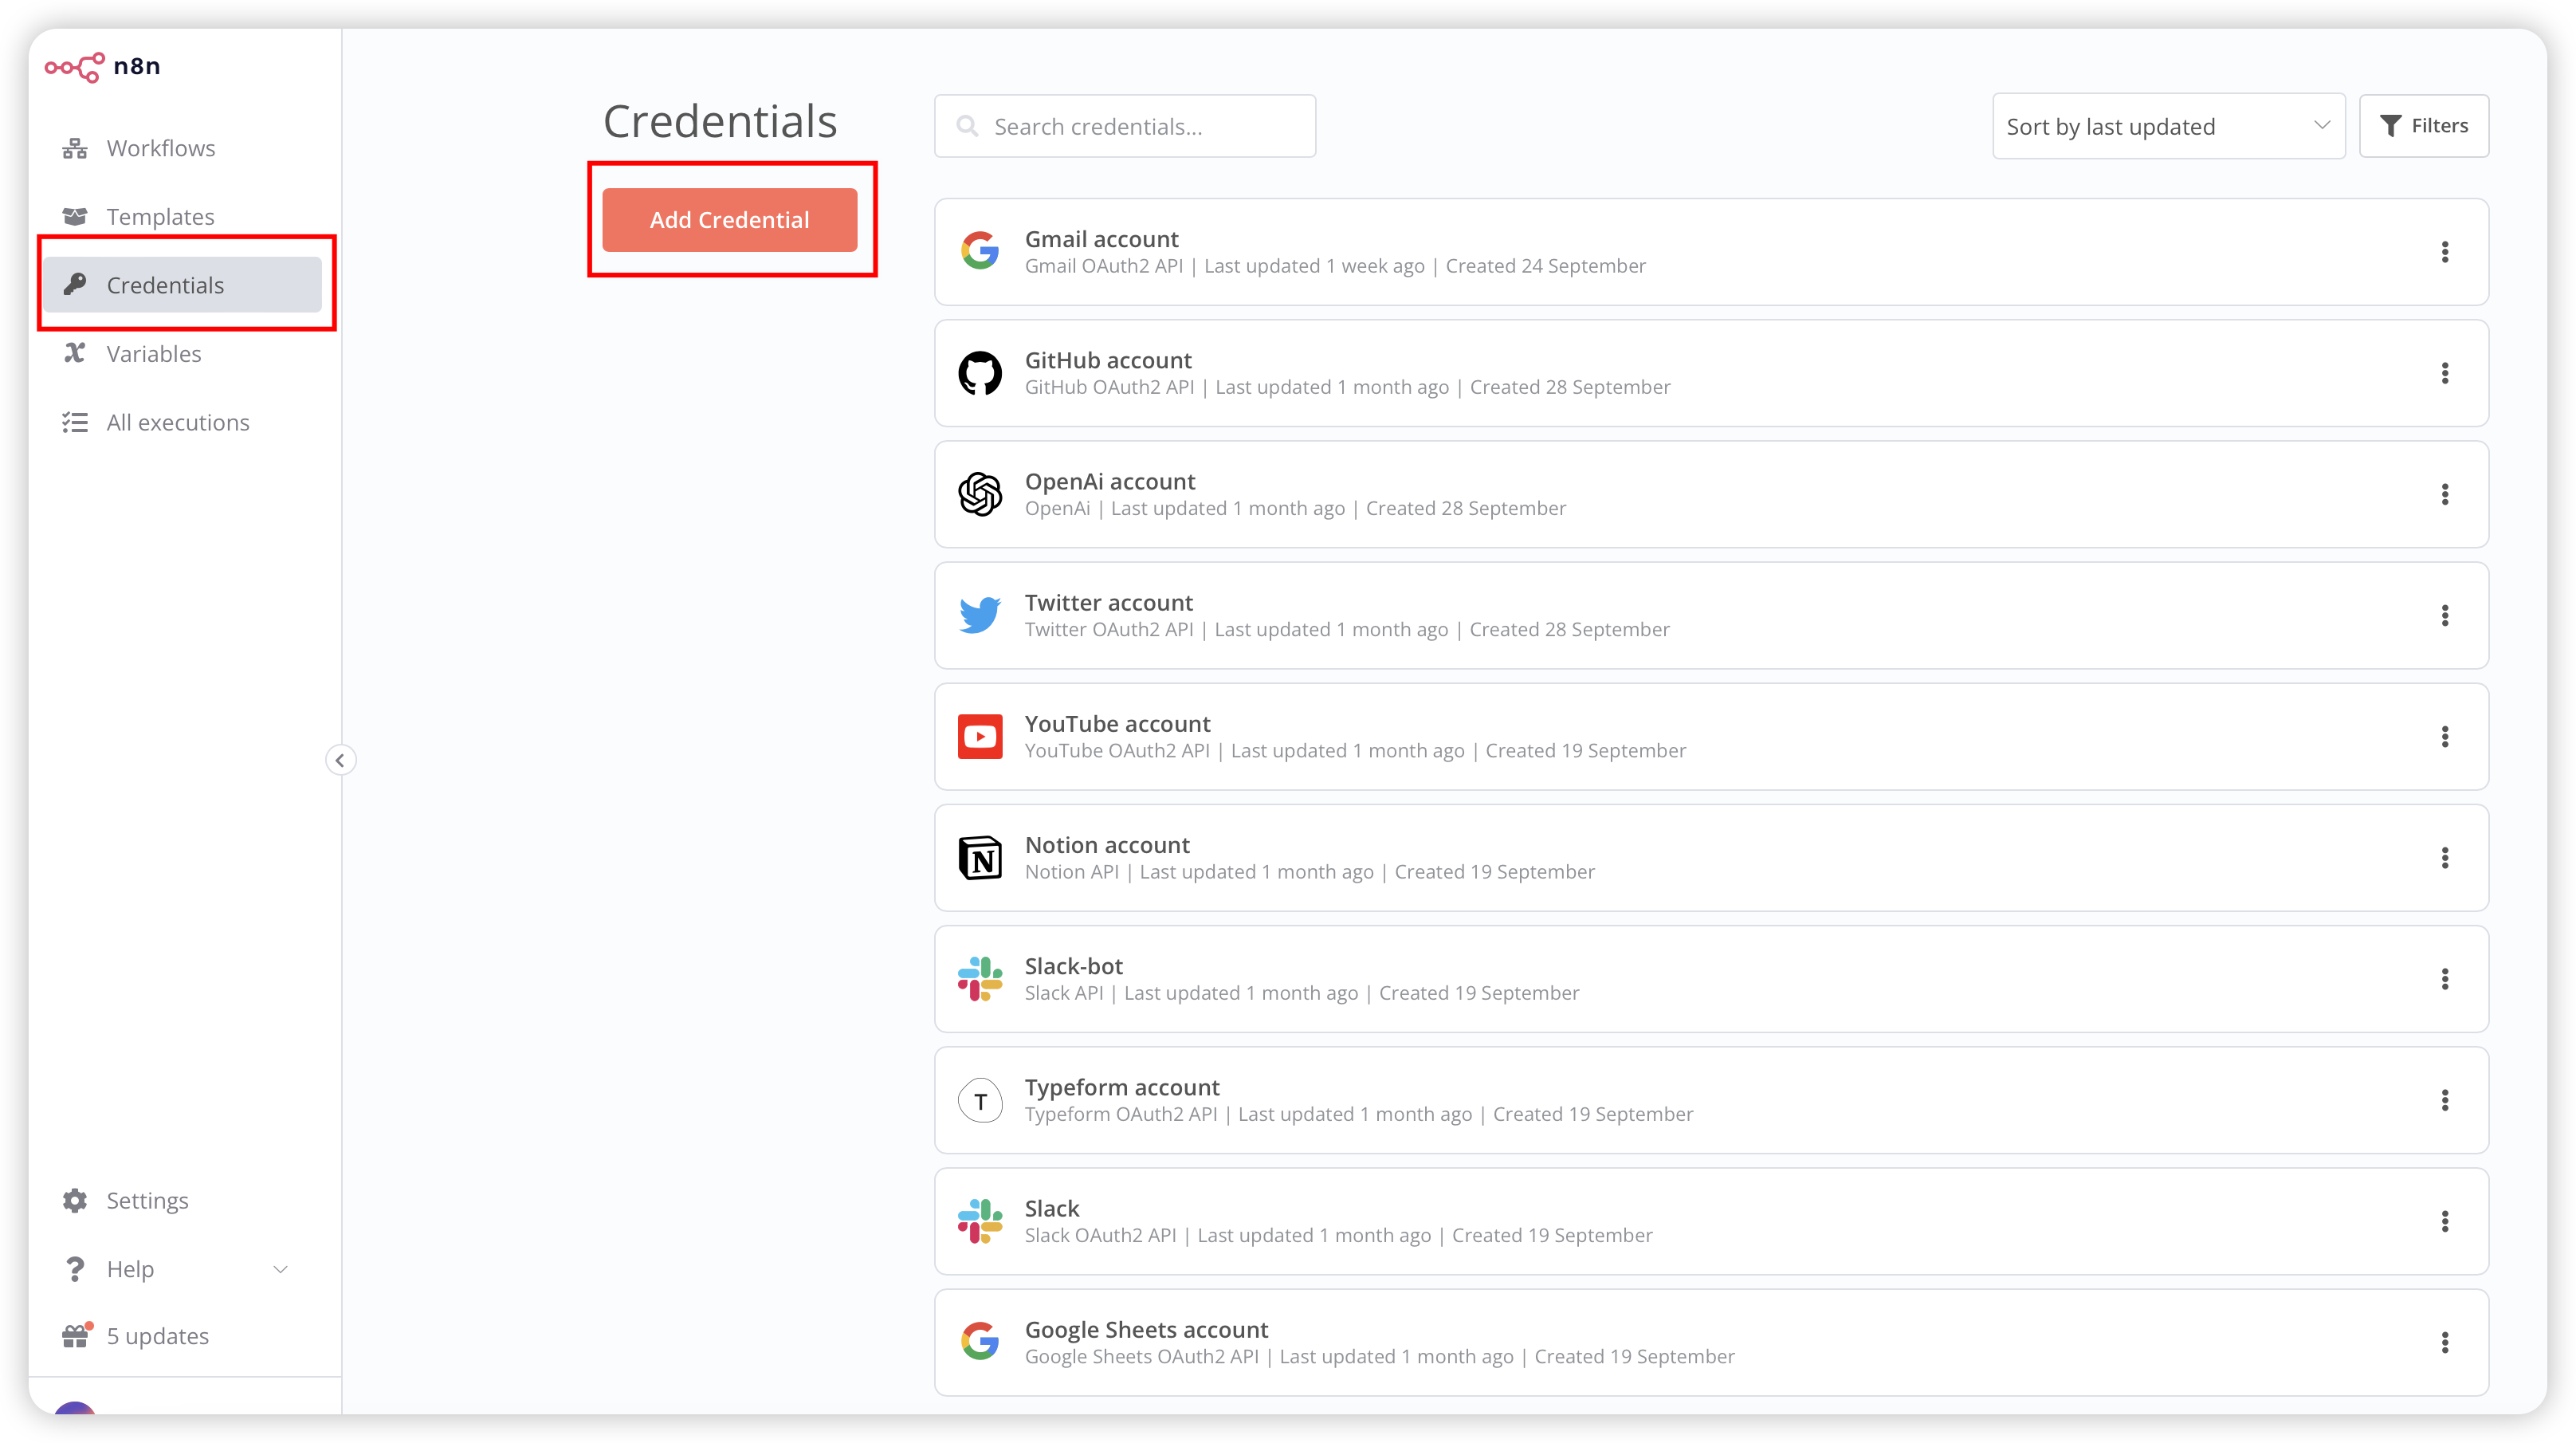 n8n
Workflows
Templates
Credentials
Variables
All executions
Settings
Help
5 updates
Credentials
Add Credential
Search credentials...
Sort by last updated
Filters
Gmail account
Gmail OAuth2 API | Last updated 1 week ago | Created 24 September
GitHub account
GitHub OAuth2 API | Last updated 1 month ago | Created 28 September
OpenAi account
OpenAi | Last updated 1 month ago | Created 28 September
Twitter account
Twitter OAuth2 API | Last updated 1 month ago | Created 28 September
YouTube account
YouTube OAuth2 API | Last updated 1 month ago | Created 19 September
N
Notion account
Notion API | Last updated 1 month ago | Created 19 September
Slack-bot
Slack API | Last updated 1 month ago | Created 19 September
T
Typeform account
Typeform OAuth2 API | Last updated 1 month ago | Created 19 September
Slack
Slack OAuth2 API | Last updated 1 month ago | Created 19 September
Google Sheets account
Google Sheets OAuth2 API | Last updated 1 month ago | Created 19 September